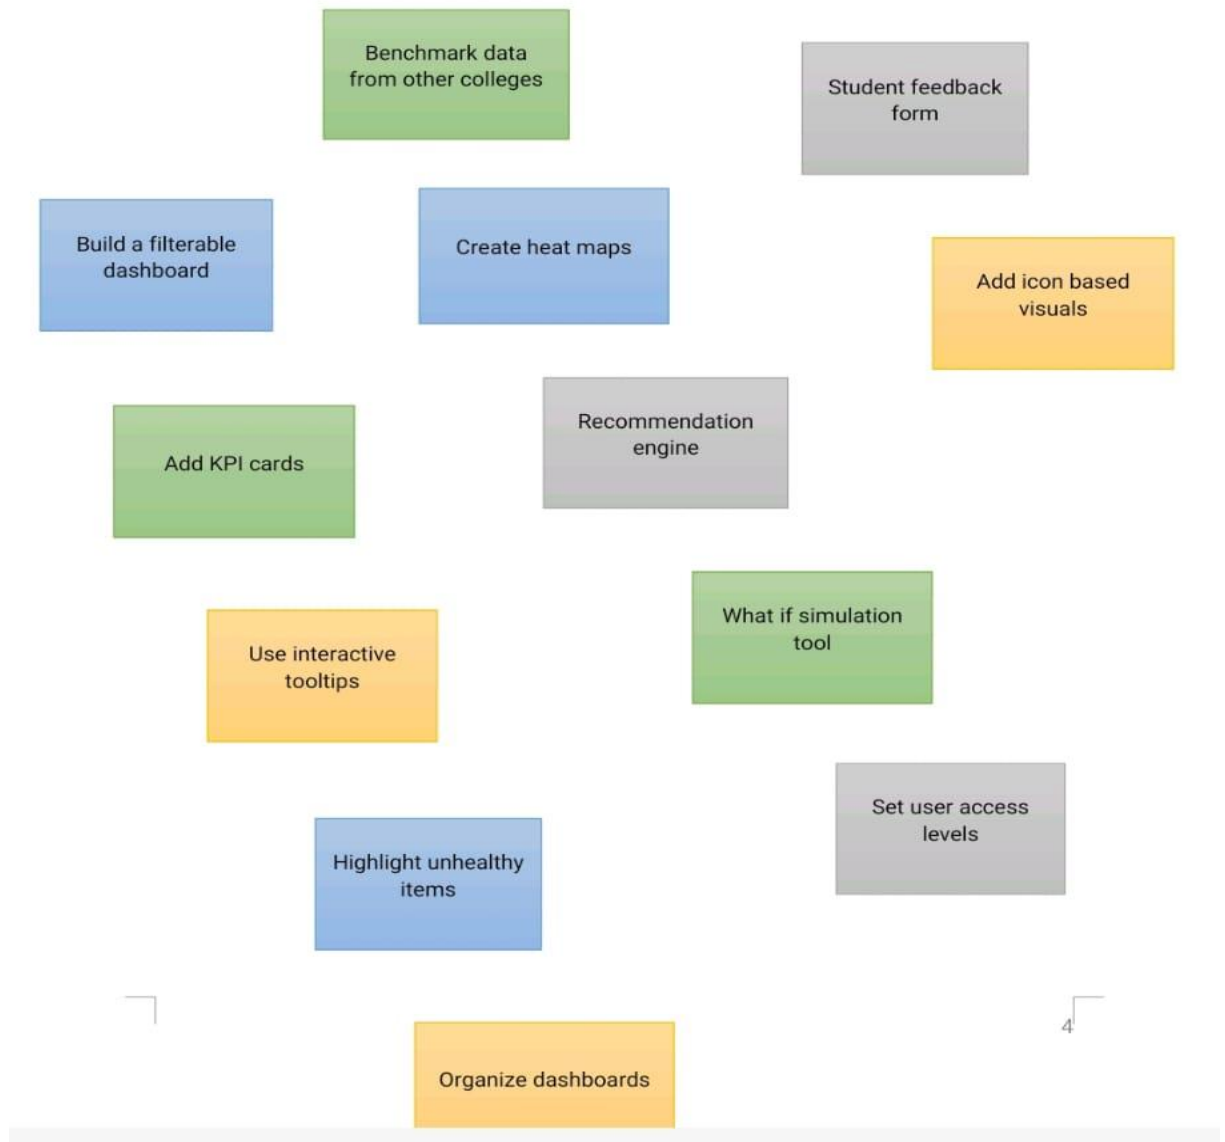 Benchmark data
from other colleges
Student feedback
form
Build a filterable
dashboard
Create heat maps
Add icon based
visuals
Add KPI cards
Recommendation
engine
What if simulation
tool
Use interactive
tooltips
Set user access
levels
Highlight unhealthy
items
4
Organize dashboards